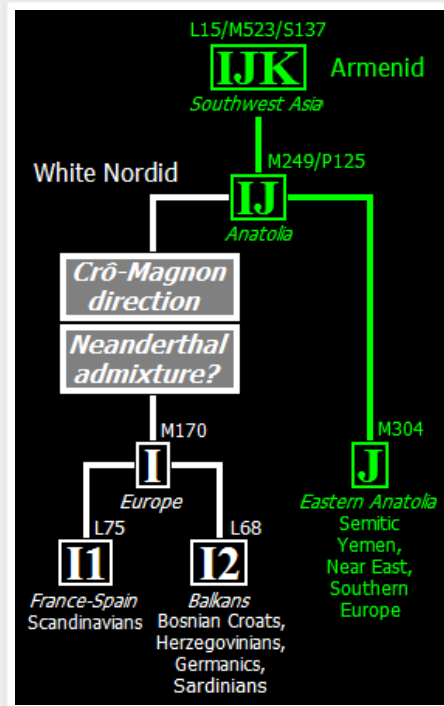 L15/M523/S137
IJK Armenid
Southwest Asia
M249/P125
White Nordid
IJ
Anatolia
Crô-Magnon
direction
Neanderthal
admixture?
M170
M304
I
J
Europe
Eastern Anatolia
L75
L68
Semitic
Yemen,
Near East,
Southern
Europe
I1
I2
France-Spain
Scandinavians
Balkans
Bosnian Croats,
Herzegovinians,
Germanics,
Sardinians